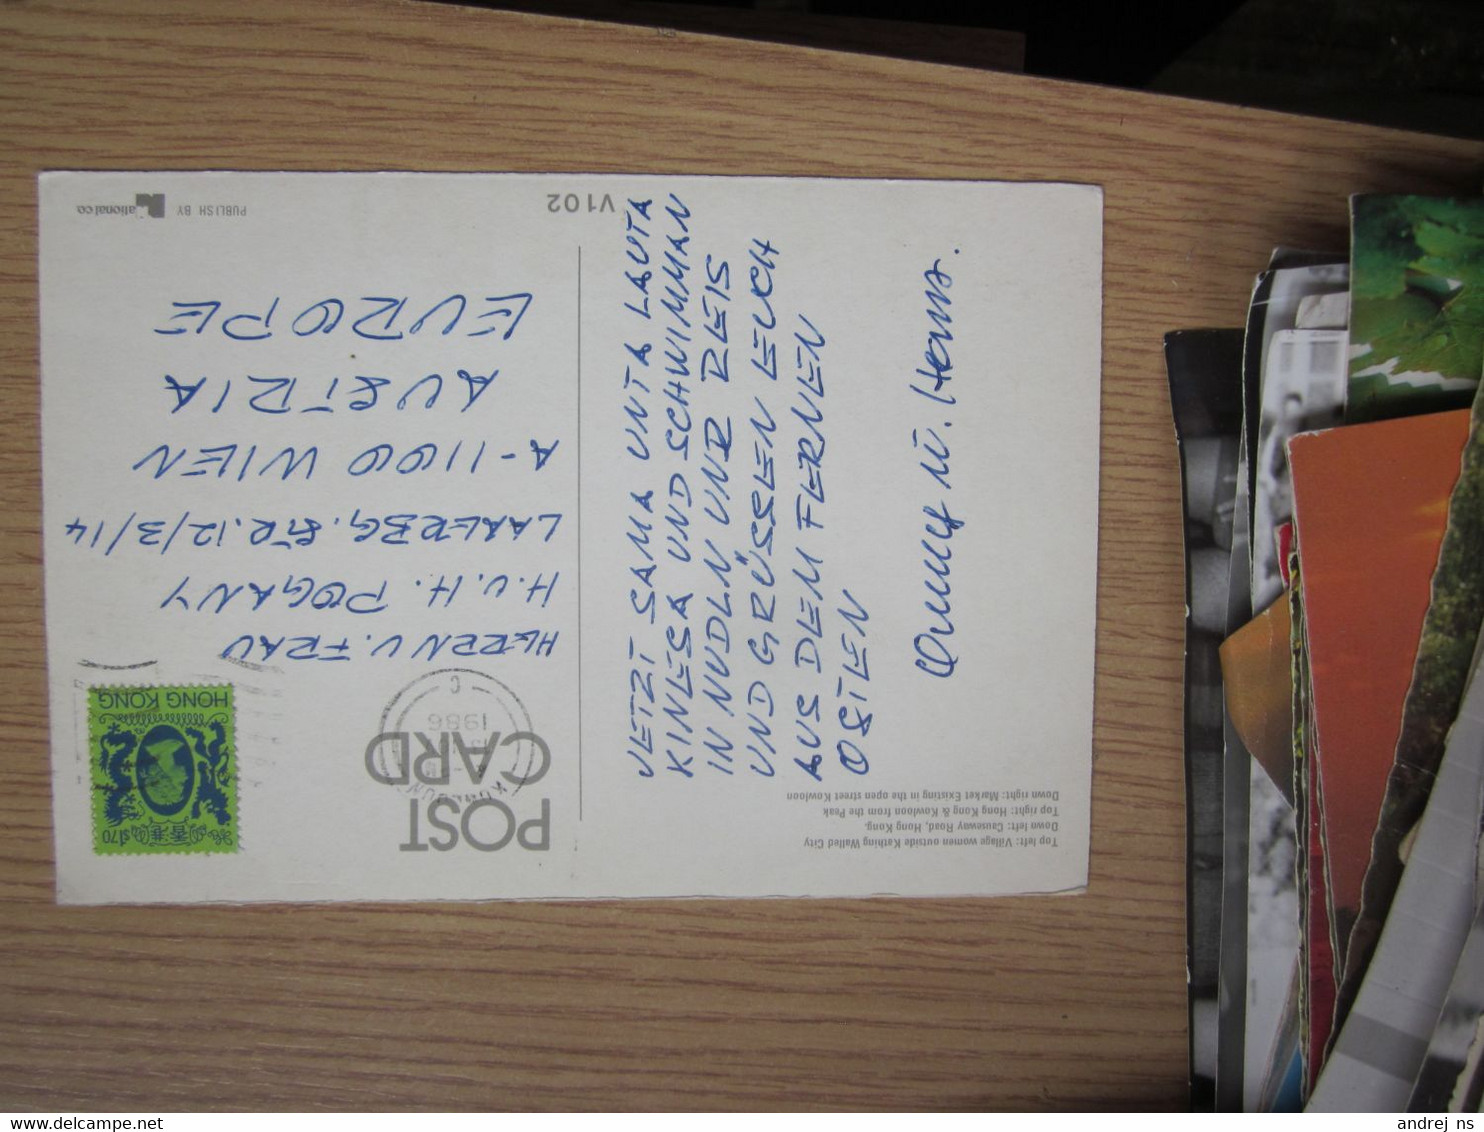 POST
CARD
HONG KONG
香港
$1.70
KOWLOON
1986
C
HERRN U. FRAU
H. U. H. POGANY
LAAERBG. STR. 12/3/14
A-1100 WIEN
AUSTRIA
EUROPE
JETZT SAMA UNTA LAUTA
KINESA UND SCHWIMMAN
IN NUDLN UND REIS
UND GRÜSSEN EUCH
AUS DEM FERNEN
OSTEN
u. Hans.
Top left: Village women outside Kathing Walled City
Down left: Causeway Road, Hong Kong.
Top right: Hong Kong & Kowloon from the Peak
Down right: Market Existing in the open street Kowloon
V102
PUBLISH BY National co.
andrej ns